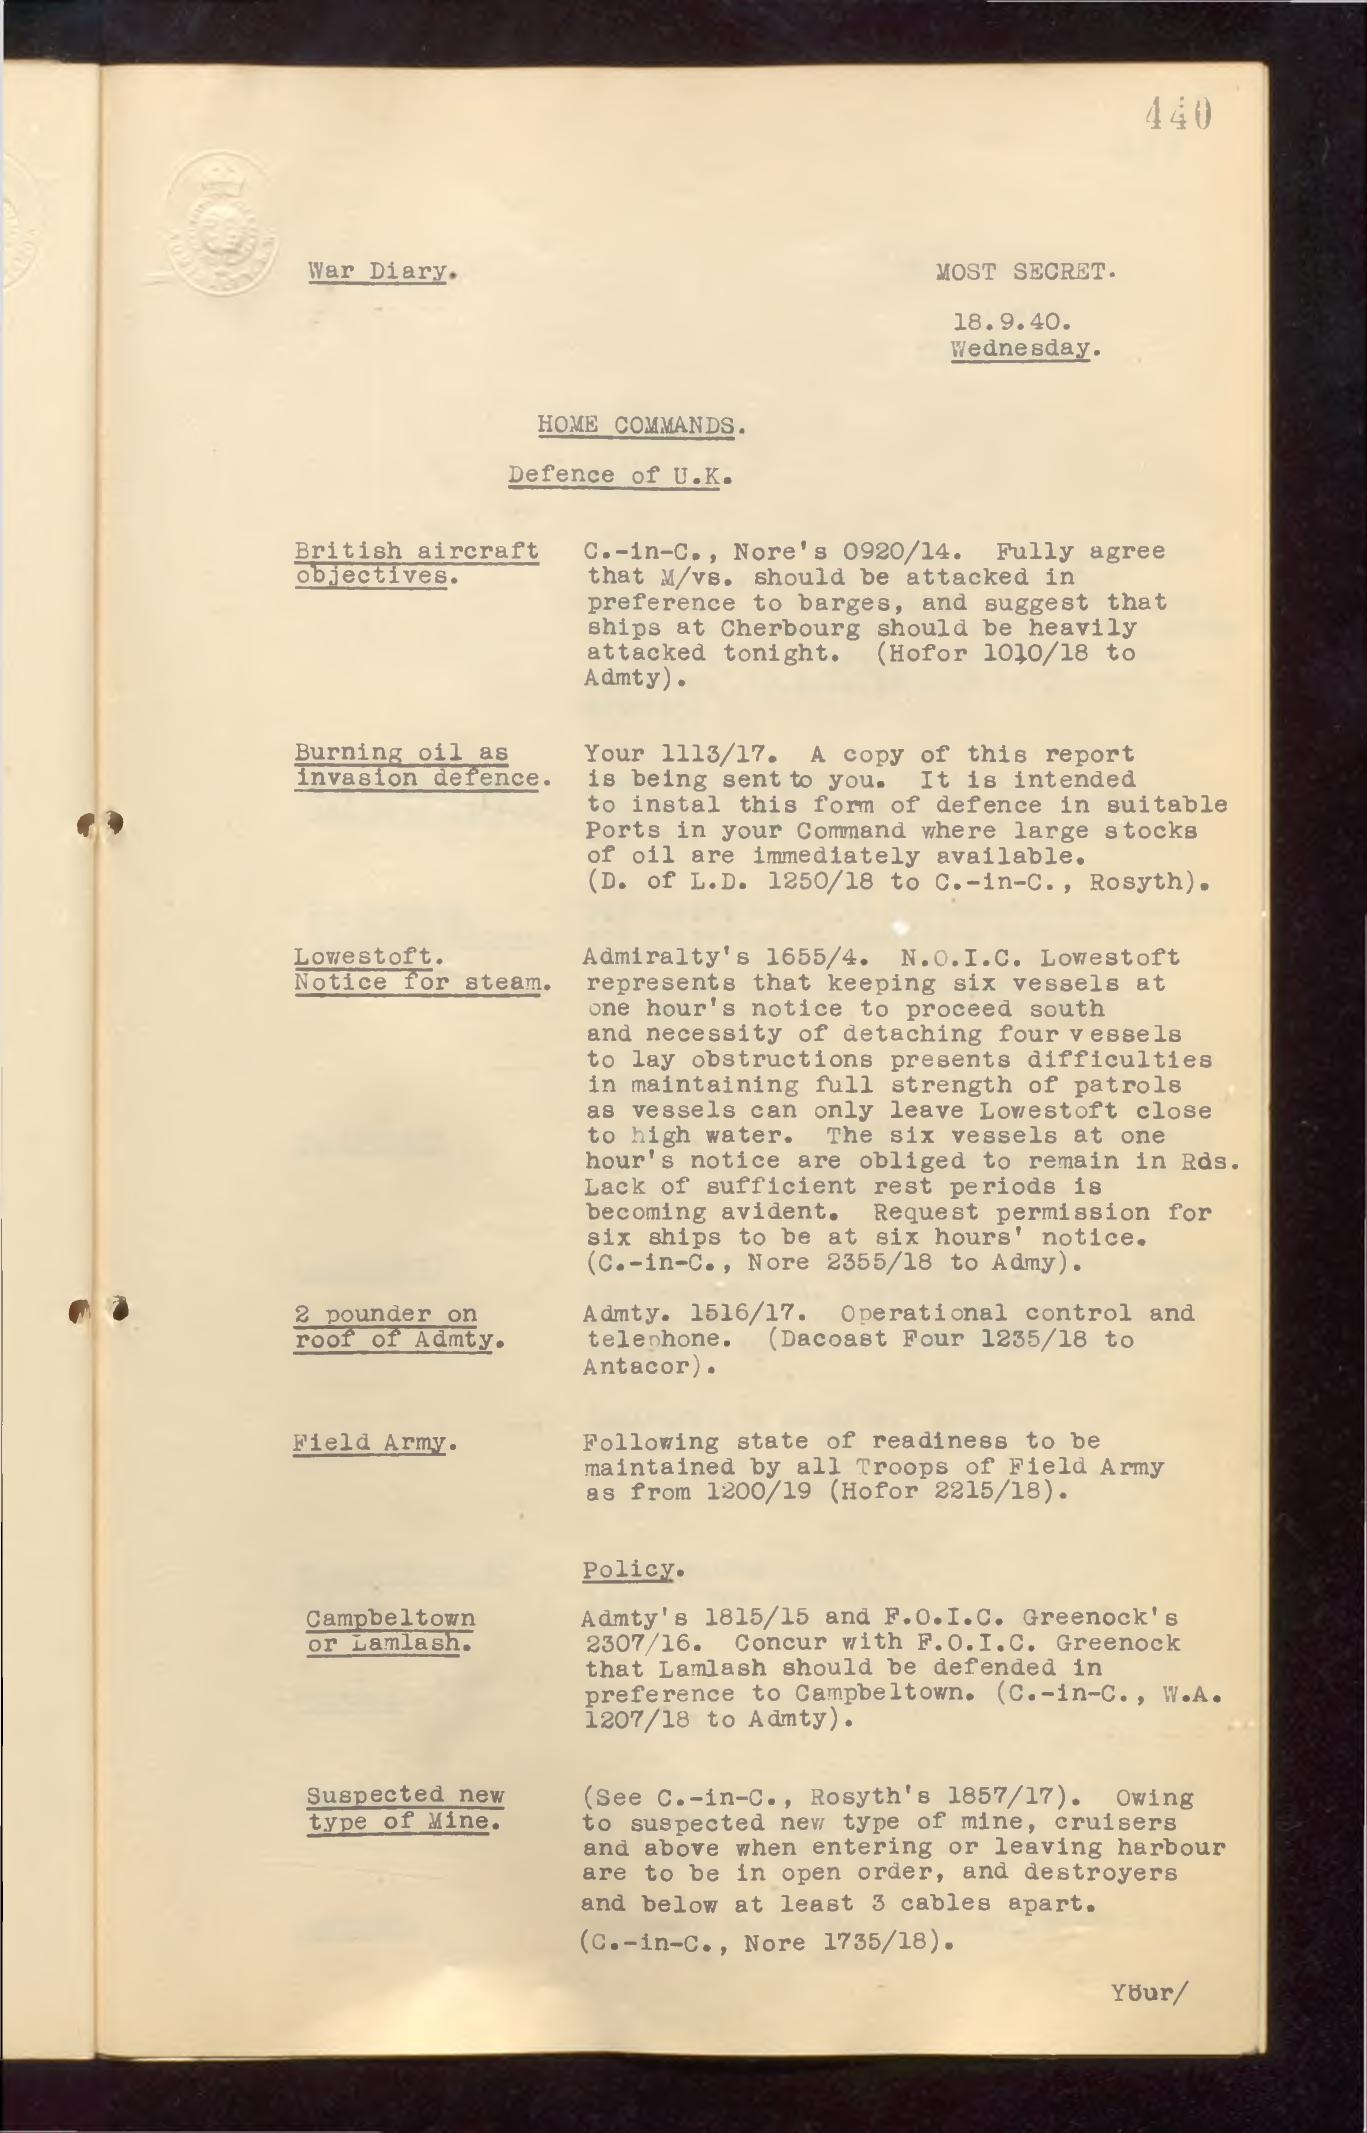 440
War Diary.
MOST SECRET.
18.9.40.
Wednesday.
HOME COMMANDS.
Defence of U.K.
British aircraft
objectives.
C.-in-C., Nore's 0920/14. Fully agree
that M/vs. should be attacked in
preference to barges, and suggest that
ships at Cherbourg should be heavily
attacked tonight. (Hofor 1010/18 to
Admty).
Burning oil as
invasion defence.
Your 1113/17. A copy of this report
is being sent to you. It is intended
to instal this form of defence in suitable
Ports in your Command where large stocks
of oil are immediately available.
(D. of L.D. 1250/18 to C.-in-C., Rosyth).
Lowestoft.
Notice for steam.
Admiralty's 1655/4. N.O.I.C. Lowestoft
represents that keeping six vessels at
one hour's notice to proceed south
and necessity of detaching four vessels
to lay obstructions presents difficulties
in maintaining full strength of patrols
as vessels can only leave Lowestoft close
to high water. The six vessels at one
hour's notice are obliged to remain in Rds.
Lack of sufficient rest periods is
becoming avident. Request permission for
six ships to be at six hours' notice.
(C.-in-C., Nore 2355/18 to Admy).
2 pounder on
roof of Admty.
Admty. 1516/17. Operational control and
telephone. (Dacoast Four 1235/18 to
Antacor).
Field Army.
Following state of readiness to be
maintained by all Troops of Field Army
as from 1200/19 (Hofor 2215/18).
Policy.
Campbeltown
or Lamlash.
Admty's 1815/15 and F.O.I.C. Greenock's
2307/16. Concur with F.O.I.C. Greenock
that Lamlash should be defended in
preference to Campbeltown. (C.-in-C., W.A.
1207/18 to Admty).
Suspected new
type of Mine.
(See C.-in-C., Rosyth's 1857/17). Owing
to suspected new type of mine, cruisers
and above when entering or leaving harbour
are to be in open order, and destroyers
and below at least 3 cables apart.
(C.-in-C., Nore 1735/18).
Your/